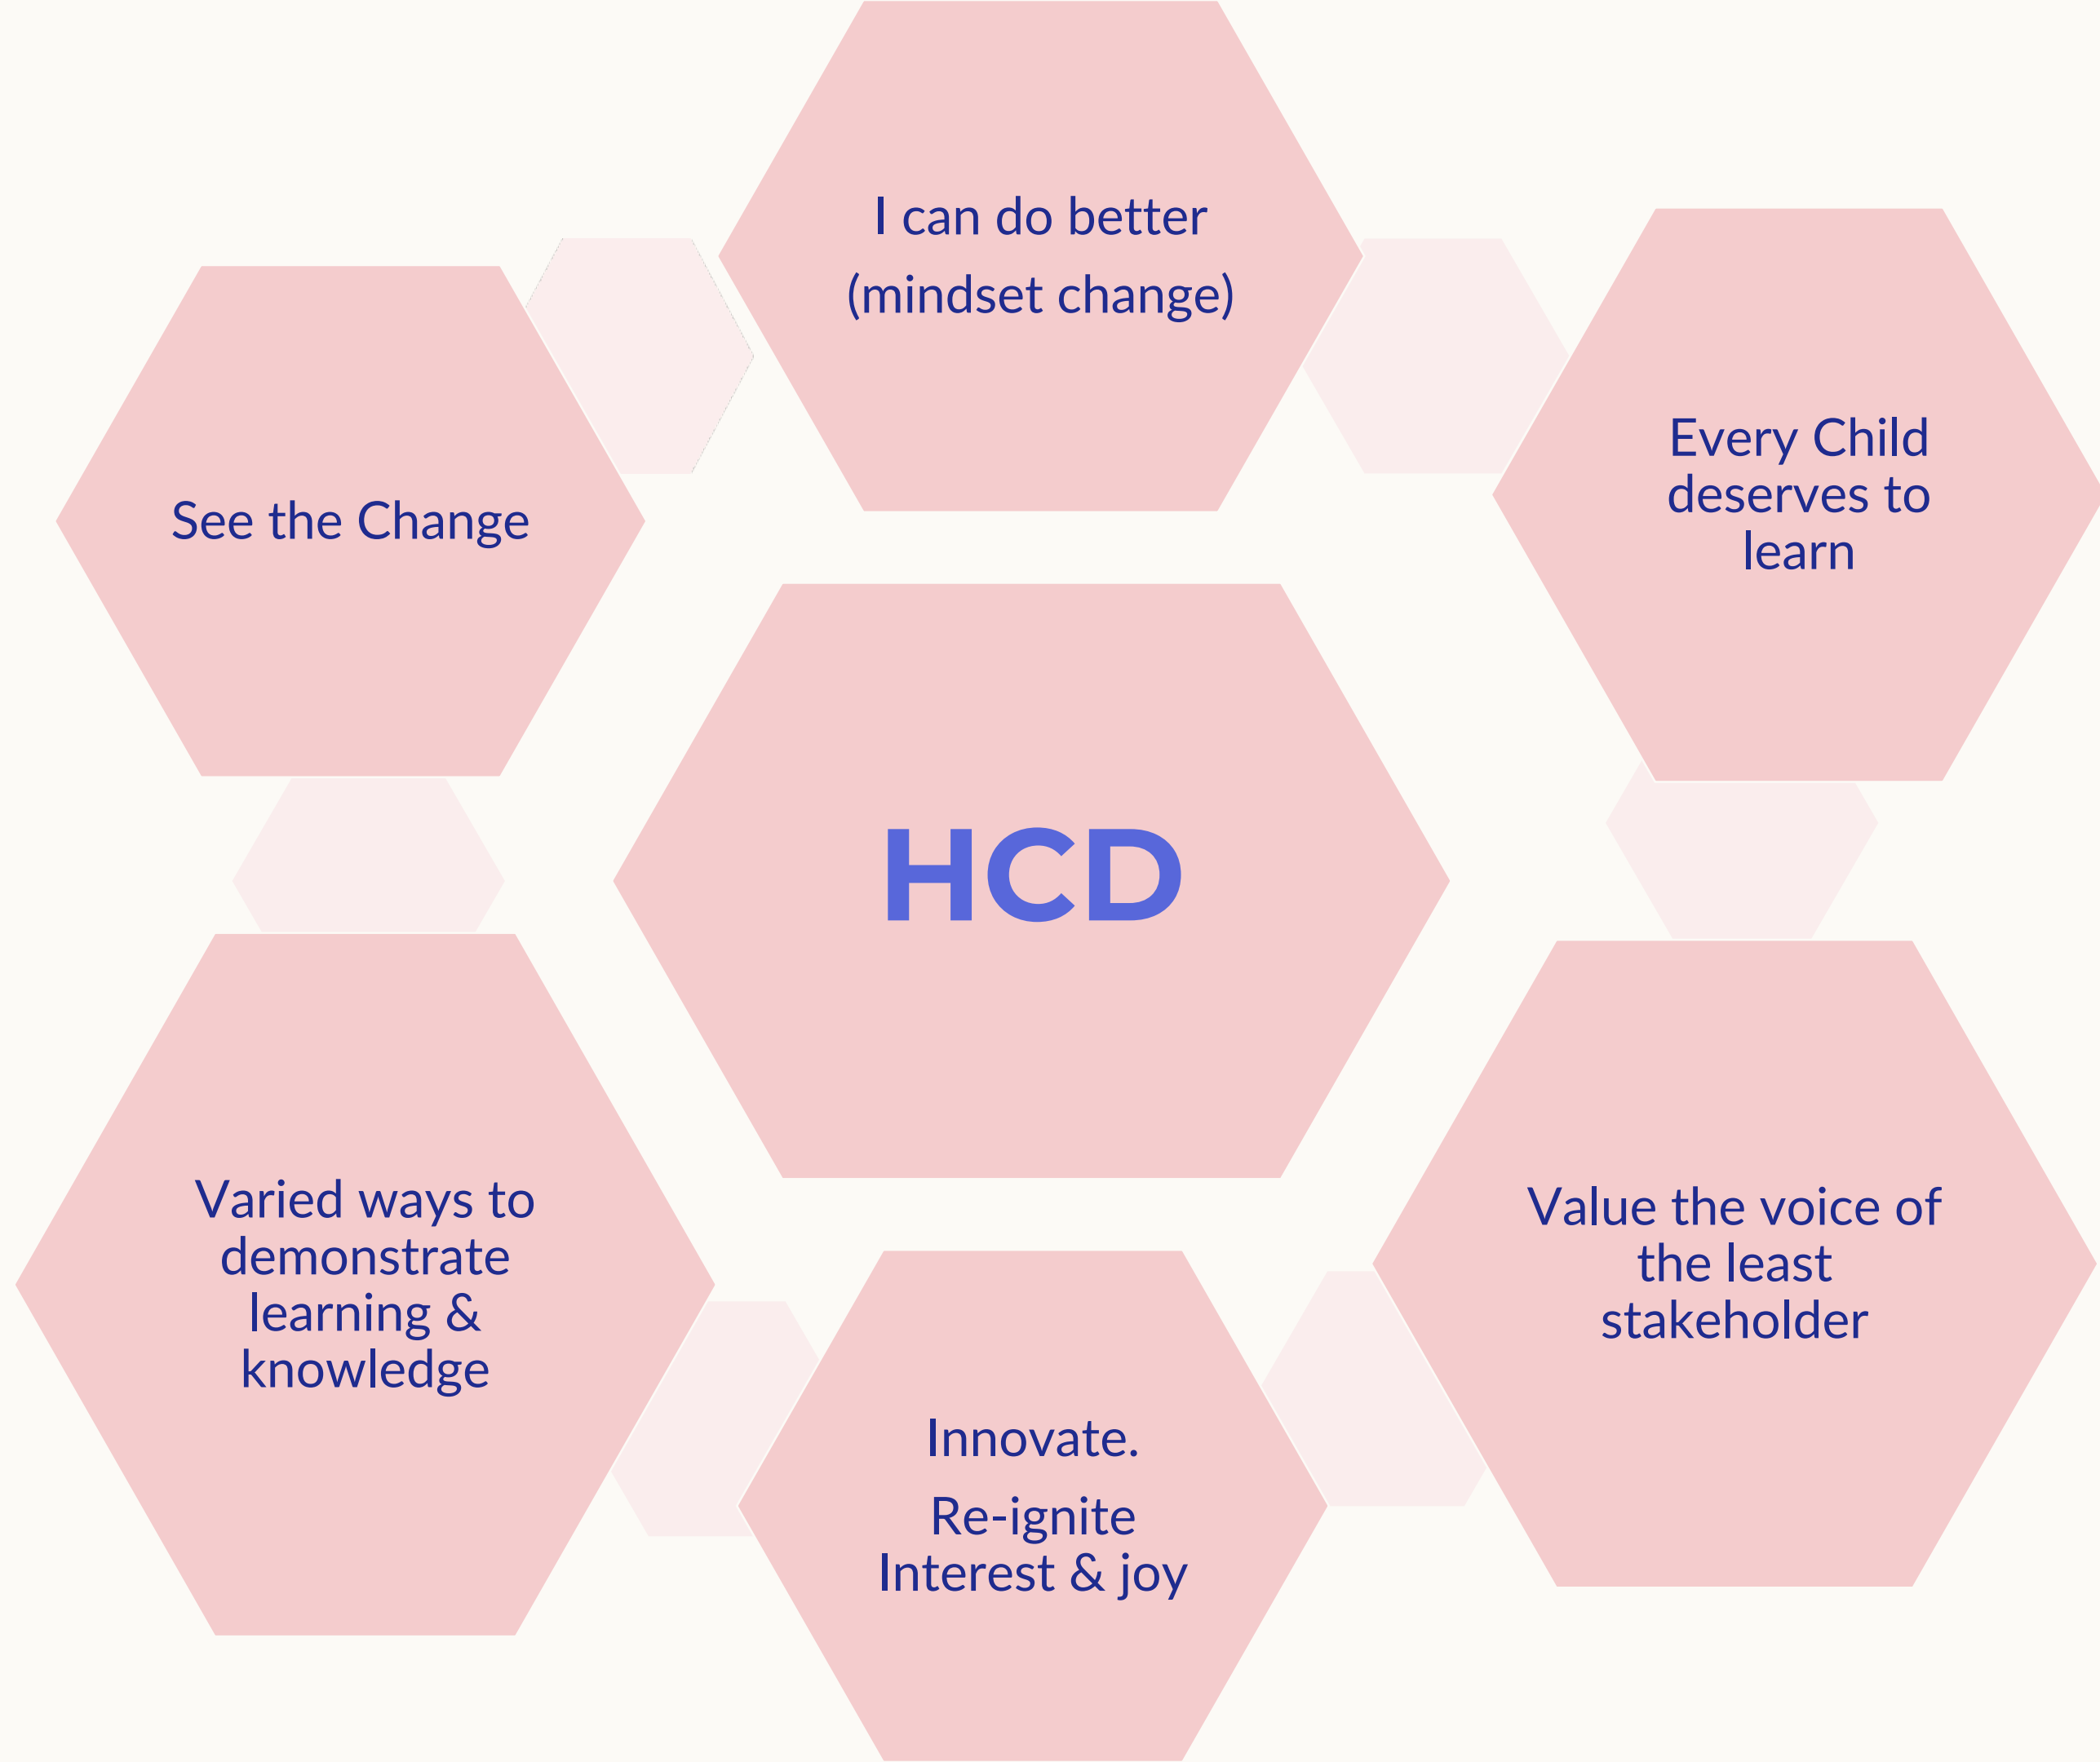 I can do better
(mindset change)
Every Child
deserves to
learn
See the Change
HCD
Varied ways to
demonstrate
learning &
knowledge
Value the voice of
the least
stakeholder
Innovate.
Re-ignite
Interest & joy